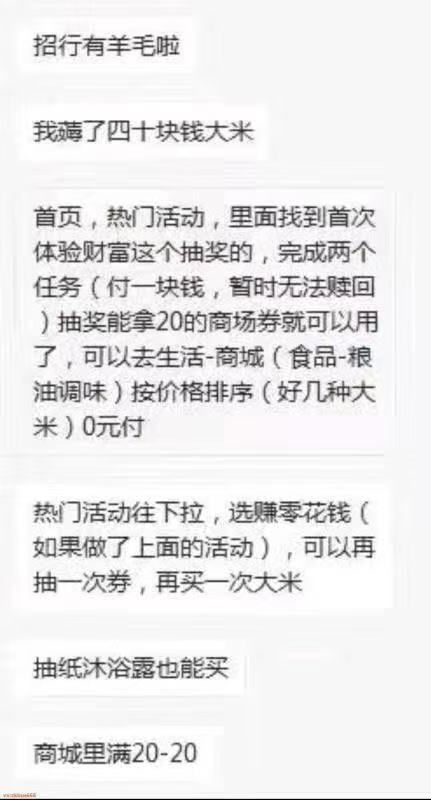 招行有羊毛啦
我薅了四十块钱大米
首页，热门活动，里面找到首次
体验财富这个抽奖的，完成两个
任务（付一块钱，暂时无法赎回
）抽奖能拿20的商场券就可以用
了，可以去生活-商城（食品-粮
油调味）按价格排序（好几种大
米）0元付
热门活动往下拉，选赚零花钱（
如果做了上面的活动），可以再
抽一次券，再买一次大米
抽纸沐浴露也能买
商城里满20-20